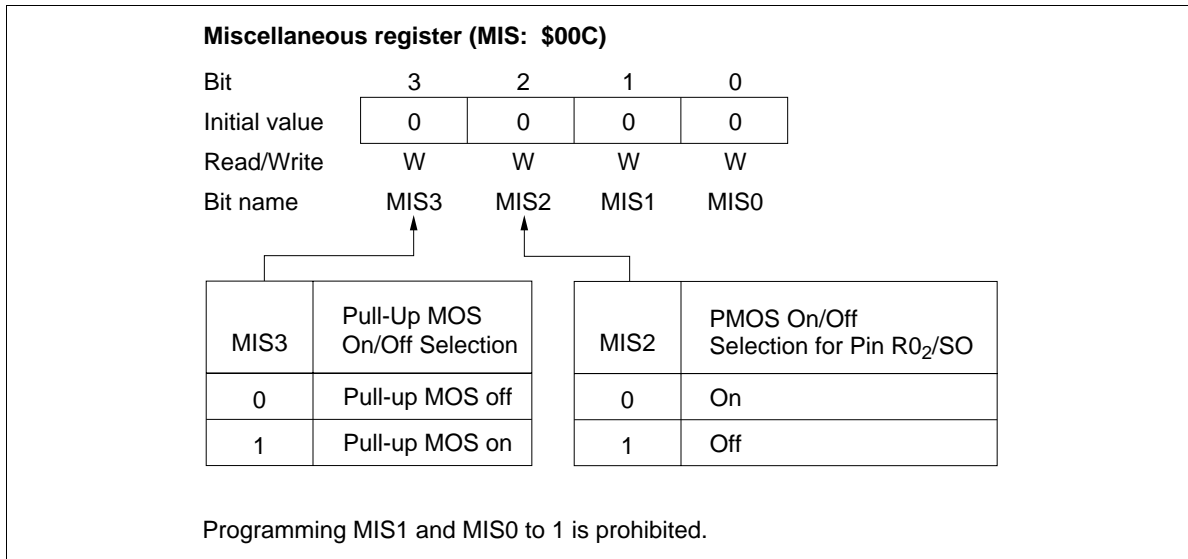 Miscellaneous register (MIS: $00C)
Bit 3 2 1 0
Initial value 0 0 0 0
Read/Write W W W W
Bit name MIS3 MIS2 MIS1 MIS0
MIS3
Pull-Up MOS
On/Off Selection
0 Pull-up MOS off
1 Pull-up MOS on
MIS2
PMOS On/Off
Selection for Pin R0₂/SO
0 On
1 Off
Programming MIS1 and MIS0 to 1 is prohibited.